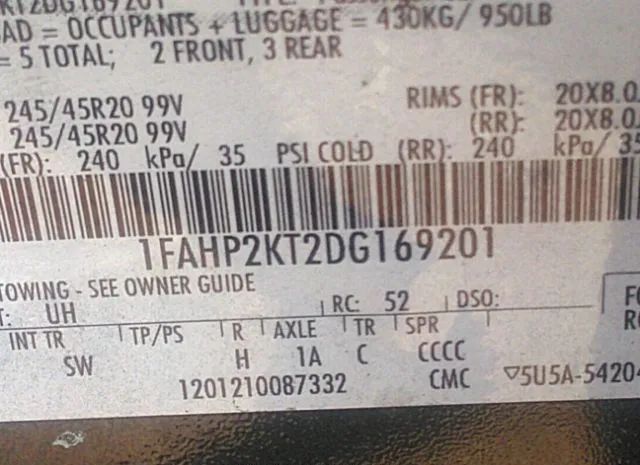 KT2DG169201
AD = OCCUPANTS + LUGGAGE = 430KG/ 950LB
= 5 TOTAL; 2 FRONT, 3 REAR
245/45R20 99V RIMS (FR): 20X8.0
245/45R20 99V (RR): 20X8.0
(FR): 240 kPa/ 35 PSI COLD (RR): 240 kPa/ 35
1FAHP2KT2DG169201
TOWING - SEE OWNER GUIDE
T: UH RC: 52 DSO:
INT TR TP/PS R AXLE TR SPR
SW H 1A C CCCC
1201210087332 CMC ▽5U5A-5420